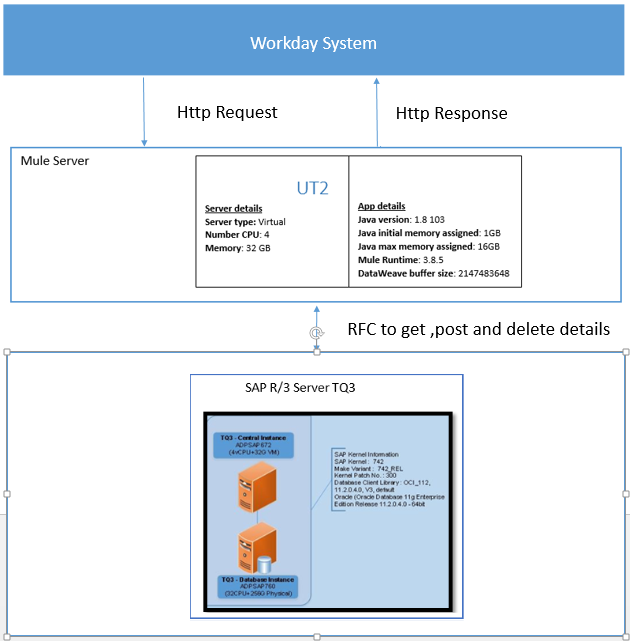 Workday System
Http Request
Http Response
Mule Server
UT2
Server details
Server type: Virtual
Number CPU: 4
Memory: 32 GB
App details
Java version: 1.8 103
Java initial memory assigned: 1GB
Java max memory assigned: 16GB
Mule Runtime: 3.8.5
DataWeave buffer size: 2147483648
RFC to get ,post and delete details
SAP R/3 Server TQ3
TQ3 - Control Instance
ADPSAP672
(4vCPU+32G VM)
SAP Kernel Information
SAP Kernel : 742
Make Variant : 742_REL
Kernel Patch No. : 300
Database Client Library : OCI_112,
11.2.0.4.0, V3, default
Oracle (Oracle Database 11g Enterprise
Edition Release 11.2.0.4.0 - 64bit
TQ3 - Database Instance
ADPSAP760
(32CPU+256G Physical)